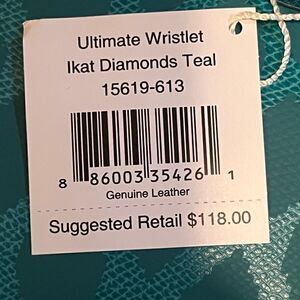 Ultimate Wristlet
Ikat Diamonds Teal
15619-613
8 86003 35426 1
Genuine Leather
Suggested Retail $118.00